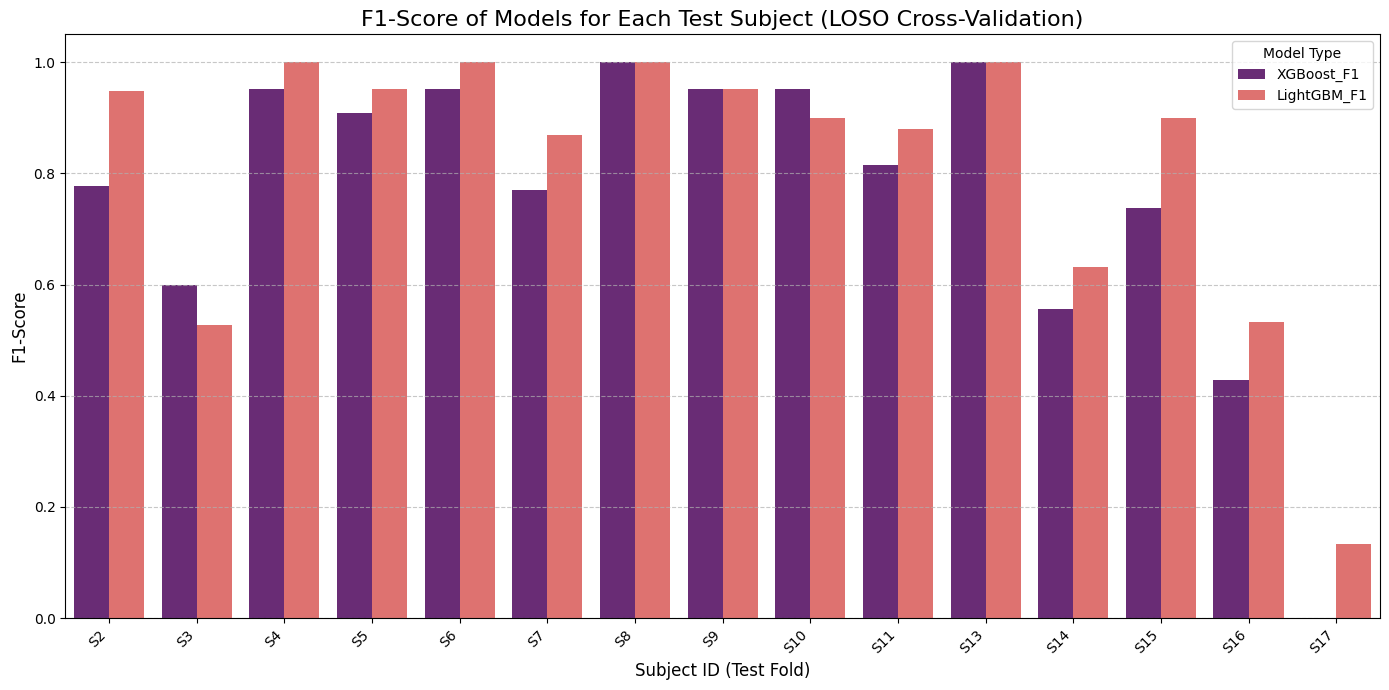 F1-Score of Models for Each Test Subject (LOSO Cross-Validation)
Model Type
XGBoost_F1
LightGBM_F1
F1-Score
1.0
0.8
0.6
0.4
0.2
0.0
S2 S3 S4 S5 S6 S7 S8 S9 S10 S11 S13 S14 S15 S16 S17
Subject ID (Test Fold)